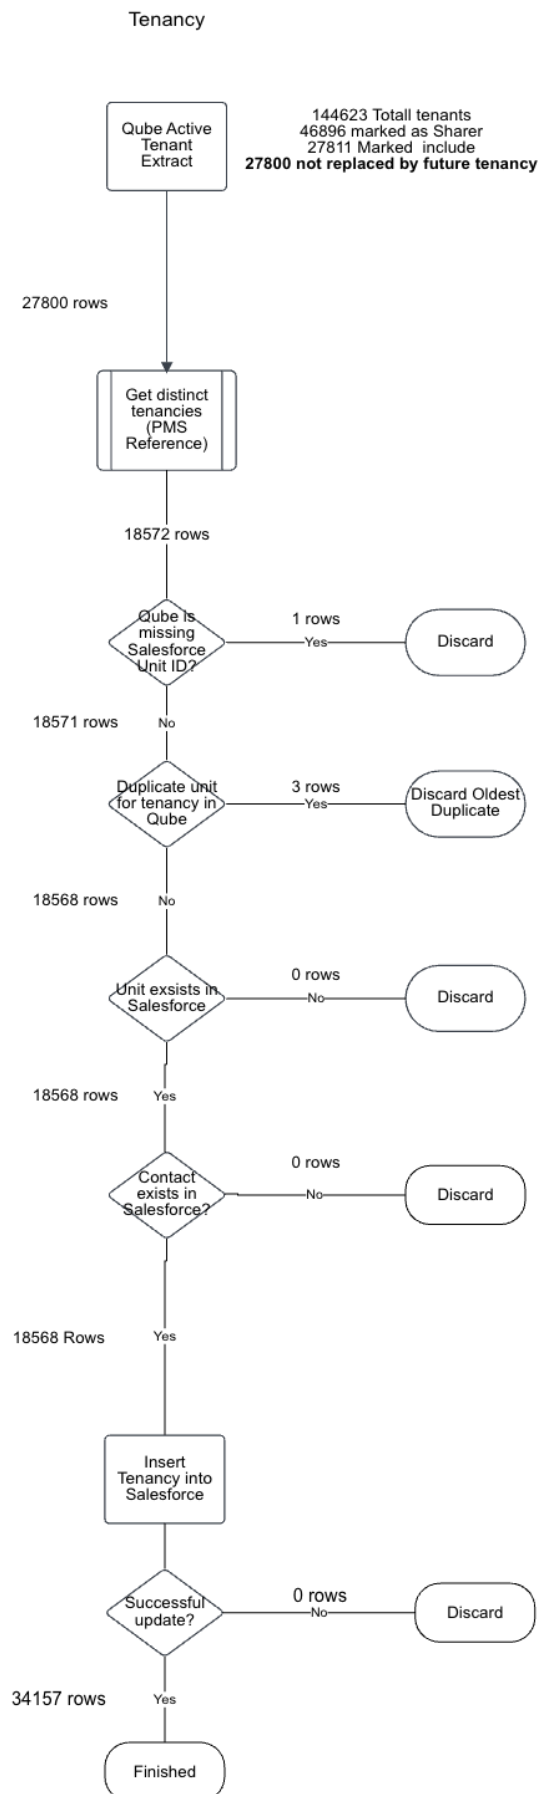 Tenancy
Qube Active
Tenant
Extract
144623 Totall tenants
46896 marked as Sharer
27811 Marked  include
27800 not replaced by future tenancy
27800 rows
Get distinct
tenancies
(PMS
Reference)
18572 rows
Qube is
missing
Salesforce
Unit ID?
1 rows
Yes
Discard
18571 rows
No
Duplicate unit
for tenancy in
Qube
3 rows
Yes
Discard Oldest
Duplicate
18568 rows
No
Unit exsists in
Salesforce
0 rows
No
Discard
18568 rows
Yes
Contact
exists in
Salesforce?
0 rows
No
Discard
18568 Rows
Yes
Insert
Tenancy into
Salesforce
Successful
update?
0 rows
No
Discard
34157 rows
Yes
Finished